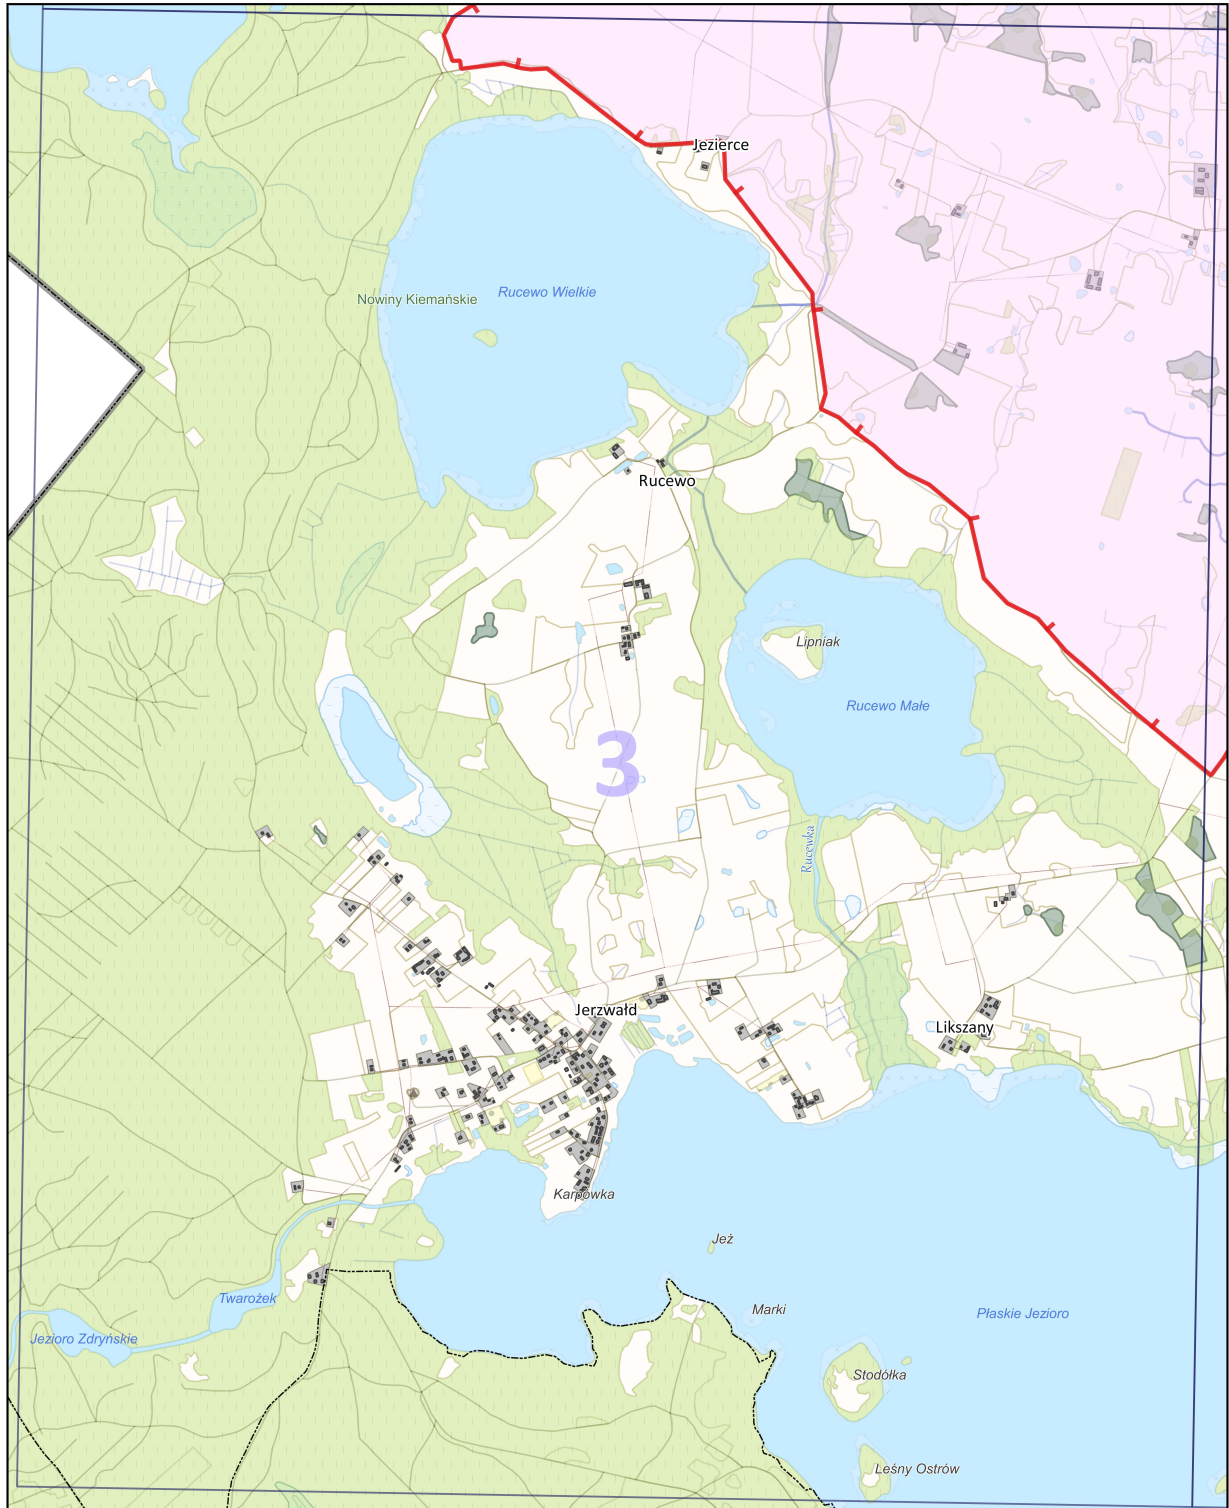 Jezierce
Rucewo Wielkie
Nowiny Kiemańskie
Rucewo
Lipniak
Rucewo Małe
3
Rucewka
Jerzwałd
Likszany
Karpówka
Jeż
Twarożek
Marki
Płaskie Jezioro
Jezioro Zdryńskie
Stodółka
Leśny Ostrów